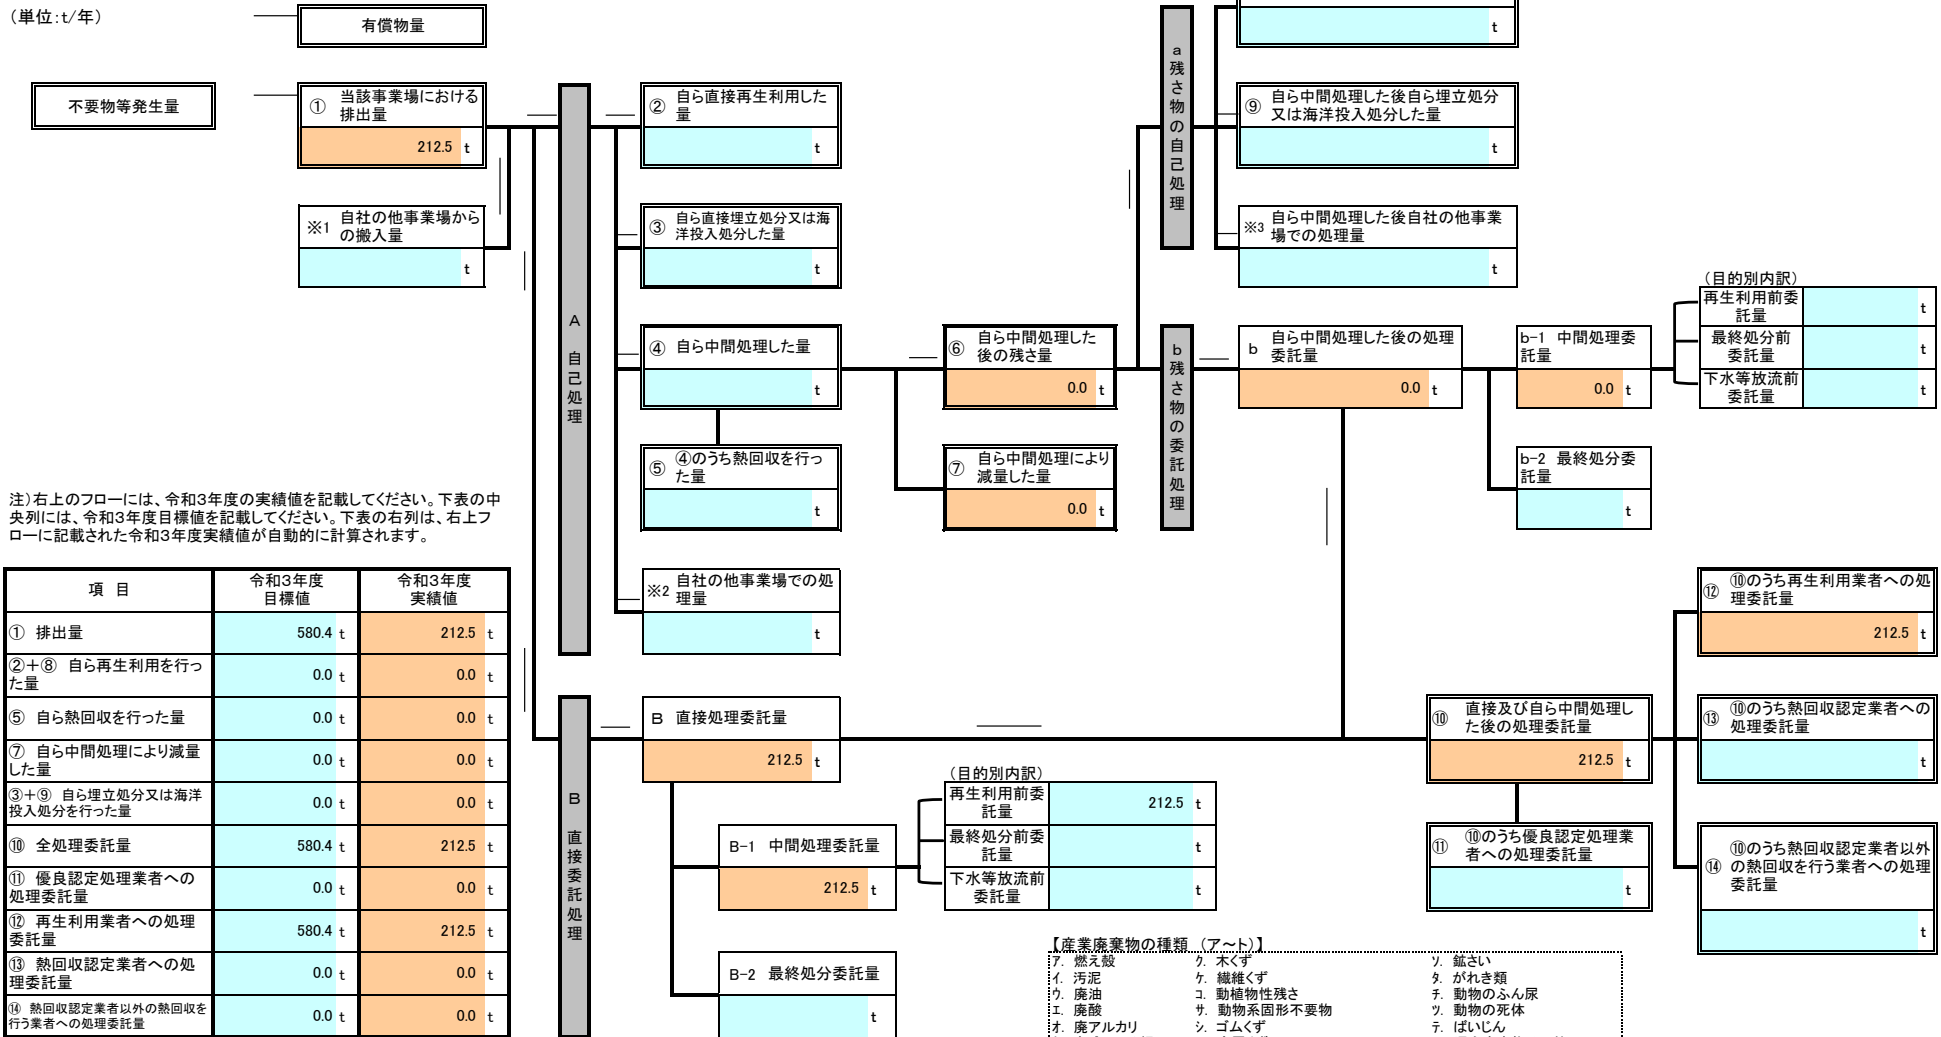 (単位:t/年)
有償物量
不要物等発生量
① 当該事業場における
排出量
212.5 t
※1 自社の他事業場から
の搬入量
t
A 自己処理
② 自ら直接再生利用した
量
t
③ 自ら直接埋立処分又は海
洋投入処分した量
t
④ 自ら中間処理した量
t
⑤ ④のうち熱回収を行っ
た量
t
※2 自社の他事業場での処
理量
t
⑥ 自ら中間処理した
後の残さ量
0.0 t
⑦ 自ら中間処理により
減量した量
0.0 t
a 残さ物の自己処理
t
⑨ 自ら中間処理した後自ら埋立処分
又は海洋投入処分した量
t
※3 自ら中間処理した後自社の他事業
場での処理量
t
b 残さ物の委託処理
b 自ら中間処理した後の処理
委託量
0.0 t
b-1 中間処理委
託量
0.0 t
b-2 最終処分委
託量
t
(目的別内訳)
再生利用前委
託量
t
最終処分前
委託量
t
下水等放流前
委託量
t
注)右上のフローには、令和3年度の実績値を記載してください。下表の中
央列には、令和3年度目標値を記載してください。下表の右列は、右上フ
ローに記載された令和3年度実績値が自動的に計算されます。
項 目
令和3年度
目標値
令和3年度
実績値
① 排出量 580.4 t 212.5 t
②+⑧ 自ら再生利用を行っ
た量 0.0 t 0.0 t
⑤ 自ら熱回収を行った量 0.0 t 0.0 t
⑦ 自ら中間処理により減量
した量 0.0 t 0.0 t
③+⑨ 自ら埋立処分又は海洋
投入処分を行った量 0.0 t 0.0 t
⑩ 全処理委託量 580.4 t 212.5 t
⑪ 優良認定処理業者への
処理委託量 0.0 t 0.0 t
⑫ 再生利用業者への処理
委託量 580.4 t 212.5 t
⑬ 熱回収認定業者への処
理委託量 0.0 t 0.0 t
⑭ 熱回収認定業者以外の熱回収を
行う業者への処理委託量 0.0 t 0.0 t
B 直接委託処理
B 直接処理委託量
212.5 t
B-1 中間処理委託量
212.5 t
B-2 最終処分委託量
t
(目的別内訳)
再生利用前委
託量
212.5 t
最終処分前委
託量
t
下水等放流前
委託量
t
⑩ 直接及び自ら中間処理し
た後の処理委託量
212.5 t
⑪ ⑩のうち優良認定処理業
者への処理委託量
t
⑫ ⑩のうち再生利用業者への処
理委託量
212.5 t
⑬ ⑩のうち熱回収認定業者への
処理委託量
t
⑭ ⑩のうち熱回収認定業者以外
の熱回収を行う業者への処理
委託量
t
【産業廃棄物の種類 (ア～ト)】
ア. 燃え殻 ク. 木くず ソ. 鉱さい
イ. 汚泥 ケ. 繊維くず タ. がれき類
ウ. 廃油 コ. 動植物性残さ チ. 動物のふん尿
エ. 廃酸 サ. 動物系固形不要物 ツ. 動物の死体
オ. 廃アルカリ シ. ゴムくず テ. ばいじん